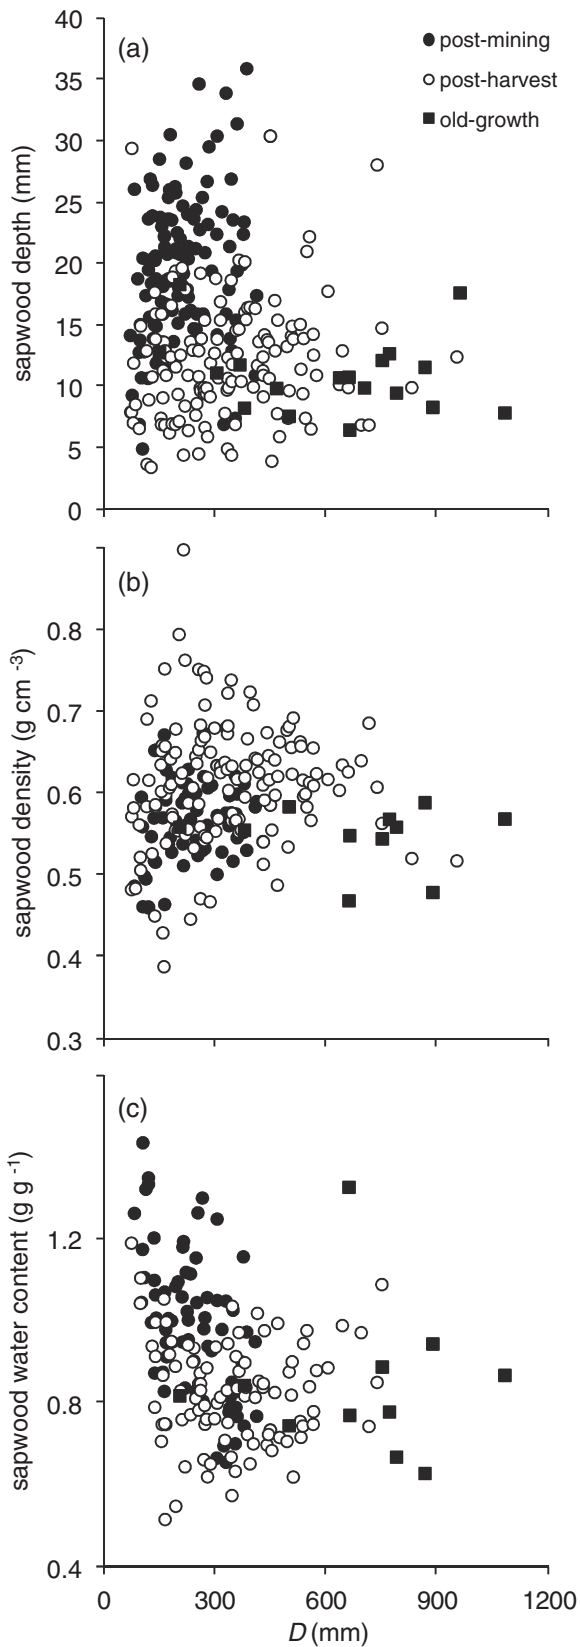 40
(a)
post-mining
35
post-harvest
30
old-growth
25
20
15
10
5
0
sapwood depth (mm)
(b)
0.8
0.7
0.6
0.5
0.4
0.3
sapwood density (g cm -3)
(c)
1.2
0.8
0.4
sapwood water content (g g -1)
0 300 600 900 1200
D (mm)